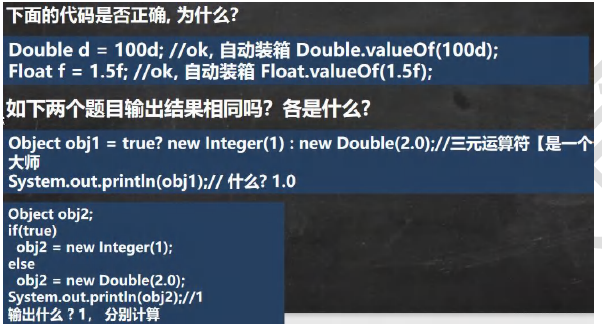 下面的代码是否正确, 为什么?
Double d = 100d; //ok, 自动装箱 Double.valueOf(100d);
Float f = 1.5f; //ok, 自动装箱 Float.valueOf(1.5f);
如下两个题目输出结果相同吗？各是什么?
Object obj1 = true? new Integer(1) : new Double(2.0);//三元运算符【是一个
大师
System.out.println(obj1);// 什么? 1.0
Object obj2;
if(true)
obj2 = new Integer(1);
else
obj2 = new Double(2.0);
System.out.println(obj2);//1
输出什么 ? 1， 分别计算